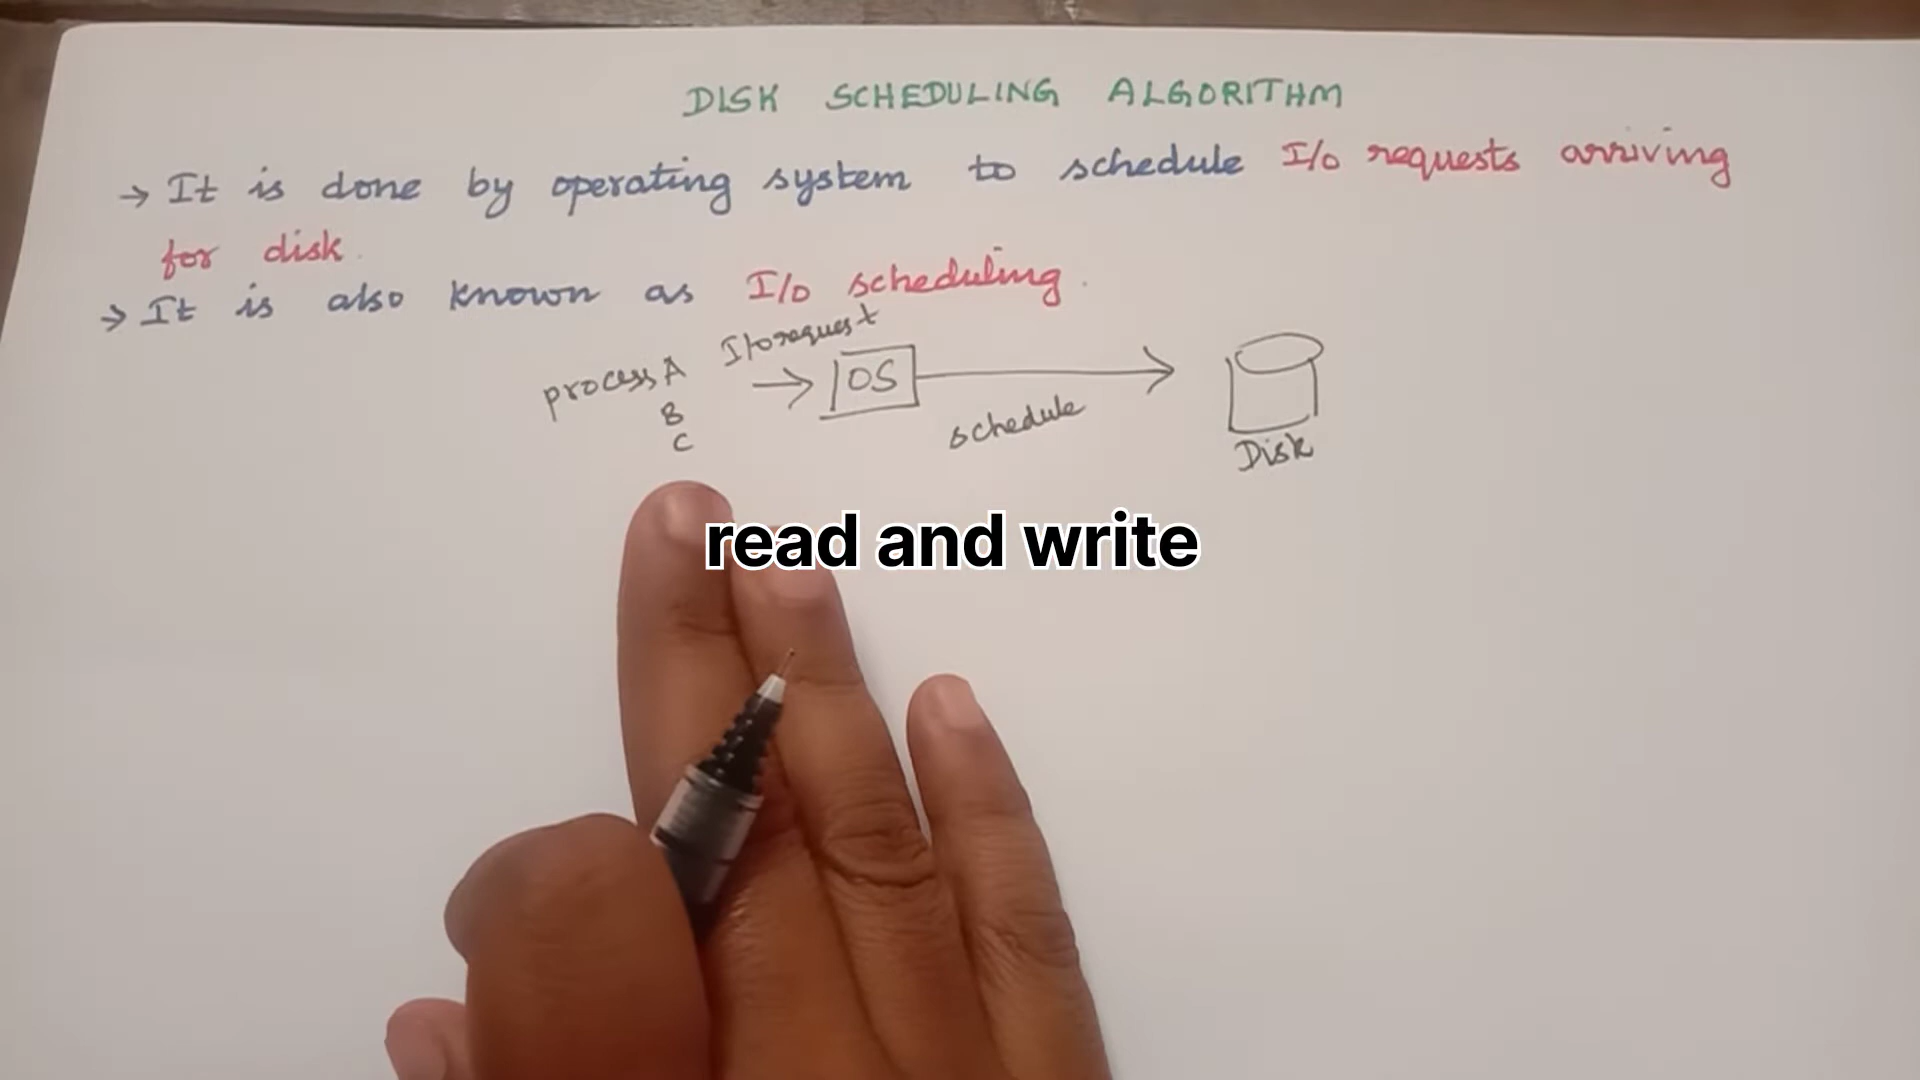 DISK SCHEDULING ALGORITHM
→ It is done by operating system to schedule I/o requests arriving
for disk.
→ It is also known as I/o scheduling.
I/o request
process A → OS → Disk
B
C
schedule
read and write